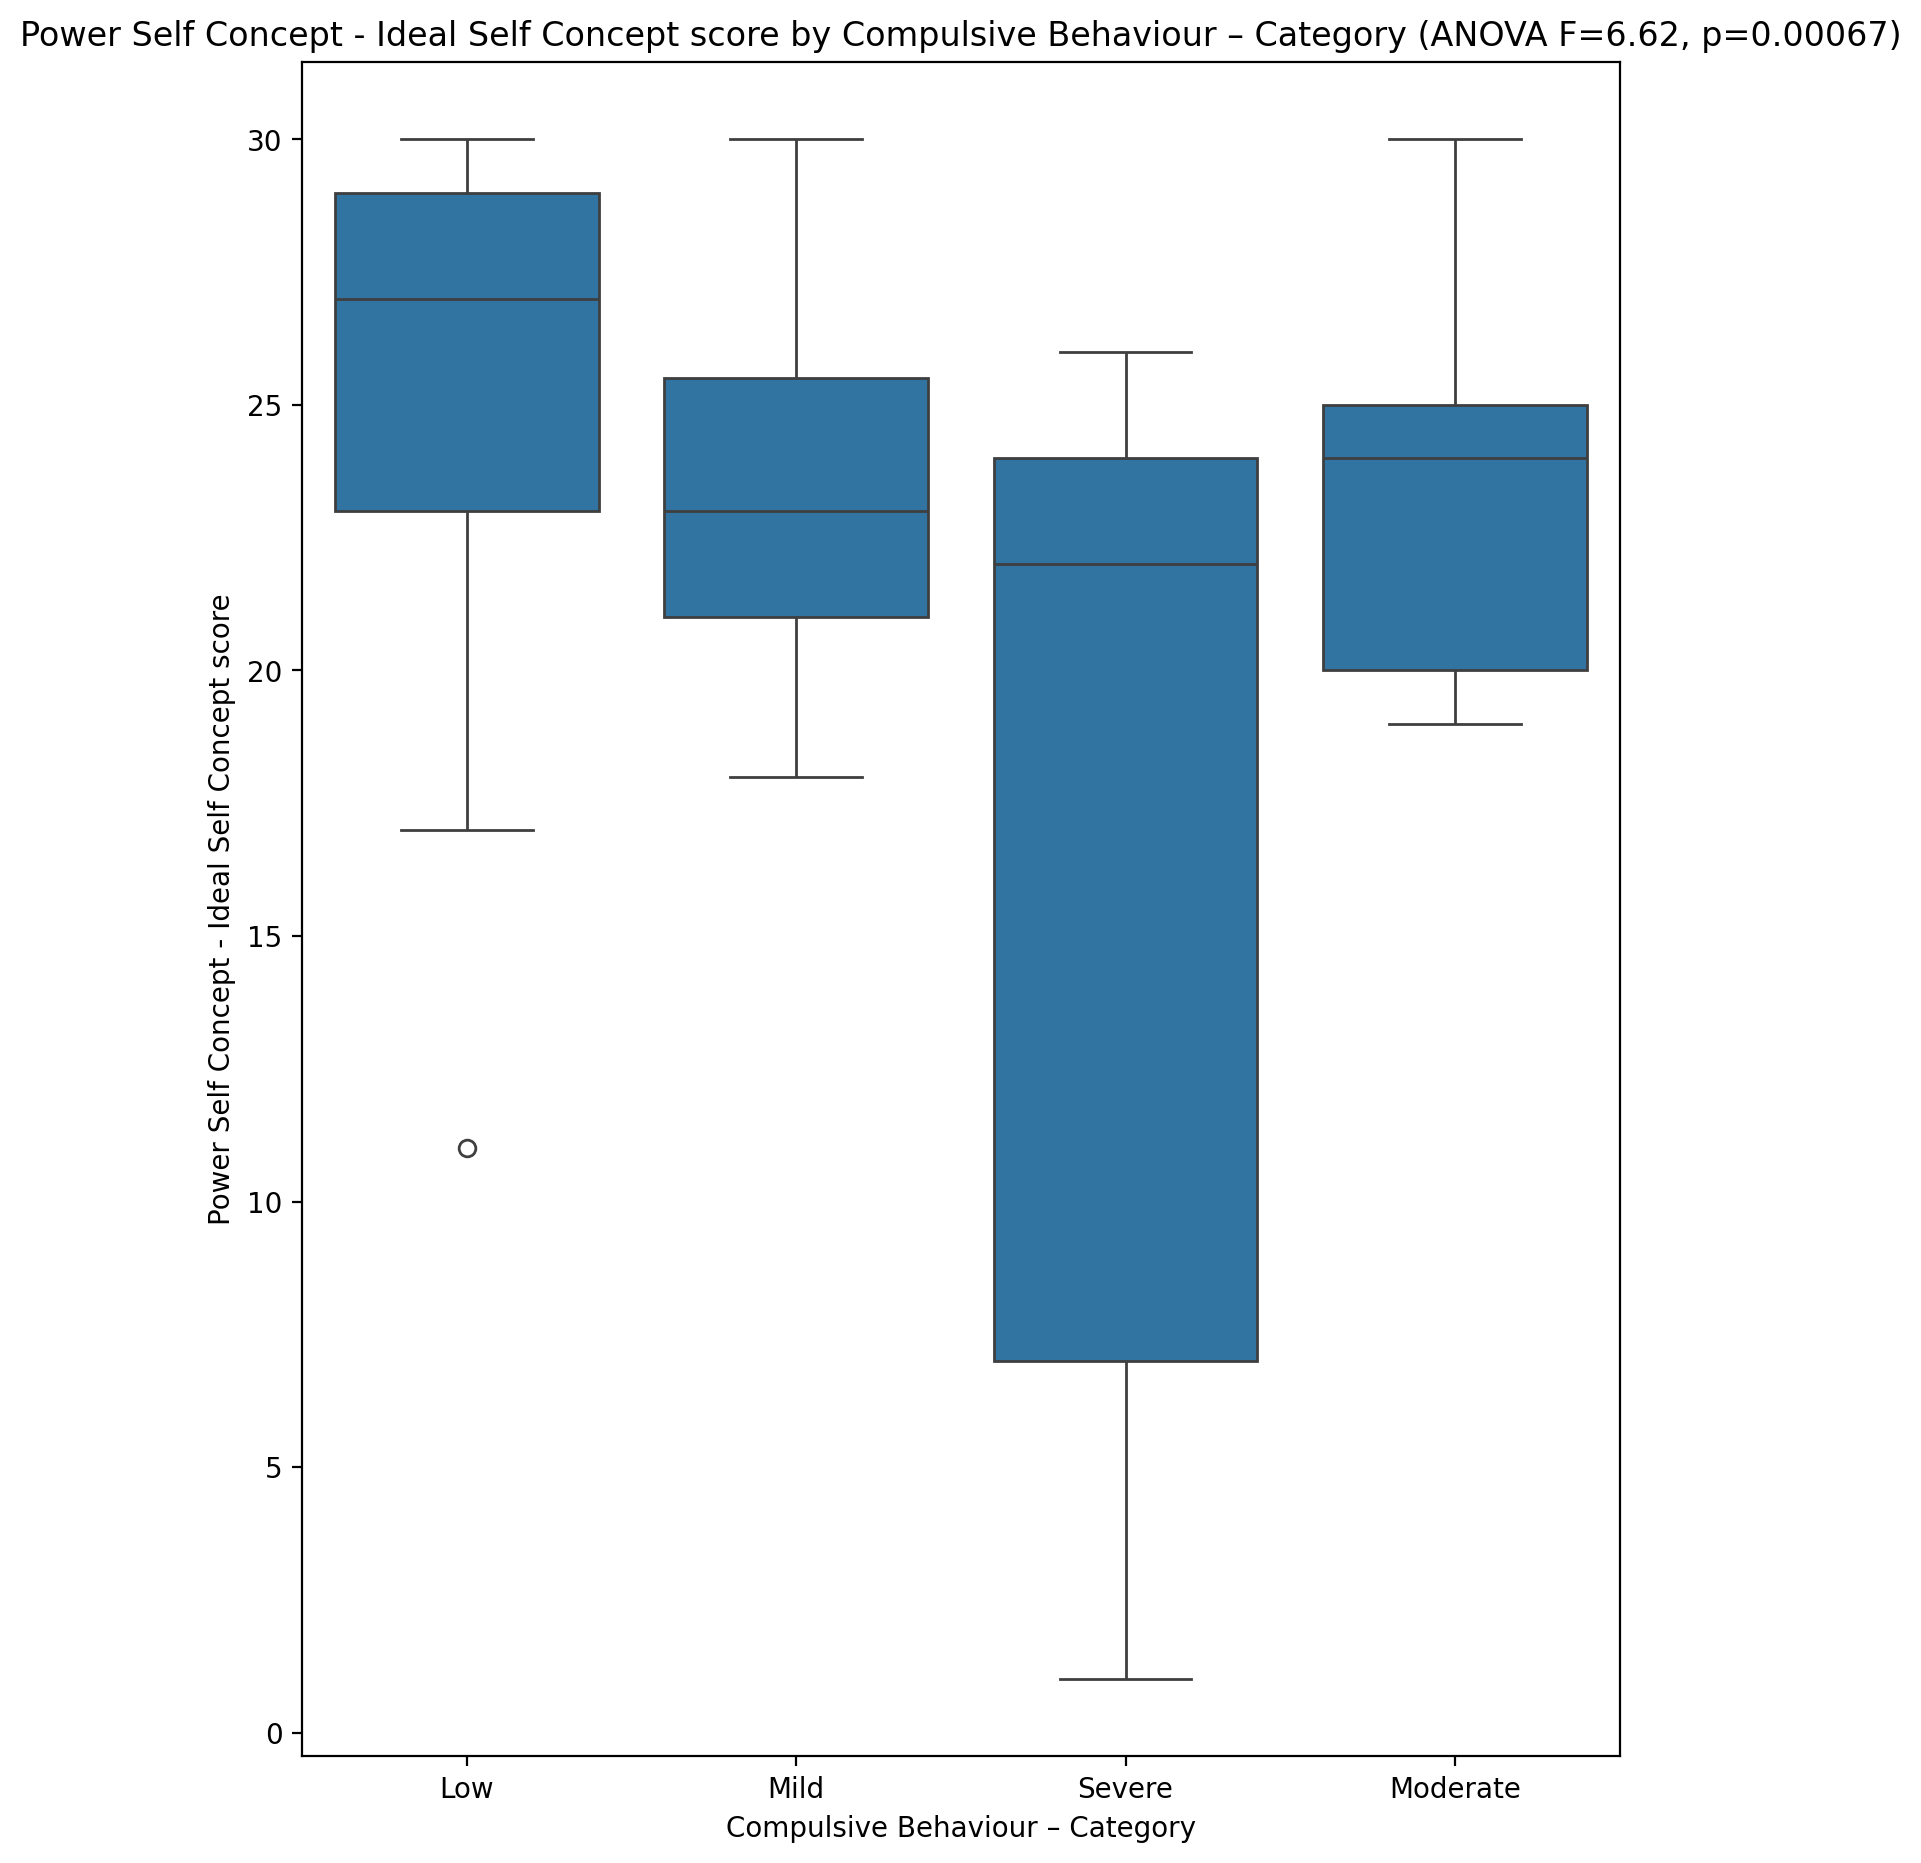 Power Self Concept - Ideal Self Concept score by Compulsive Behaviour – Category (ANOVA F=6.62, p=0.00067)
Power Self Concept - Ideal Self Concept score
30
25
20
15
10
5
0
Low Mild Severe Moderate
Compulsive Behaviour – Category